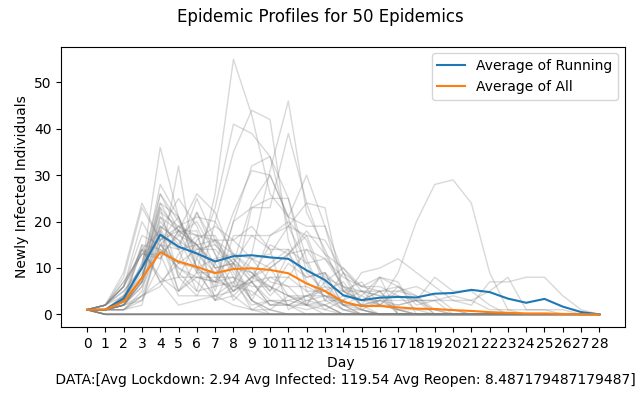 Epidemic Profiles for 50 Epidemics
Average of Running
Average of All
Newly Infected Individuals
50
40
30
20
10
0
0 1 2 3 4 5 6 7 8 9 10 11 12 13 14 15 16 17 18 19 20 21 22 23 24 25 26 27 28
Day
DATA:[Avg Lockdown: 2.94 Avg Infected: 119.54 Avg Reopen: 8.487179487179487]